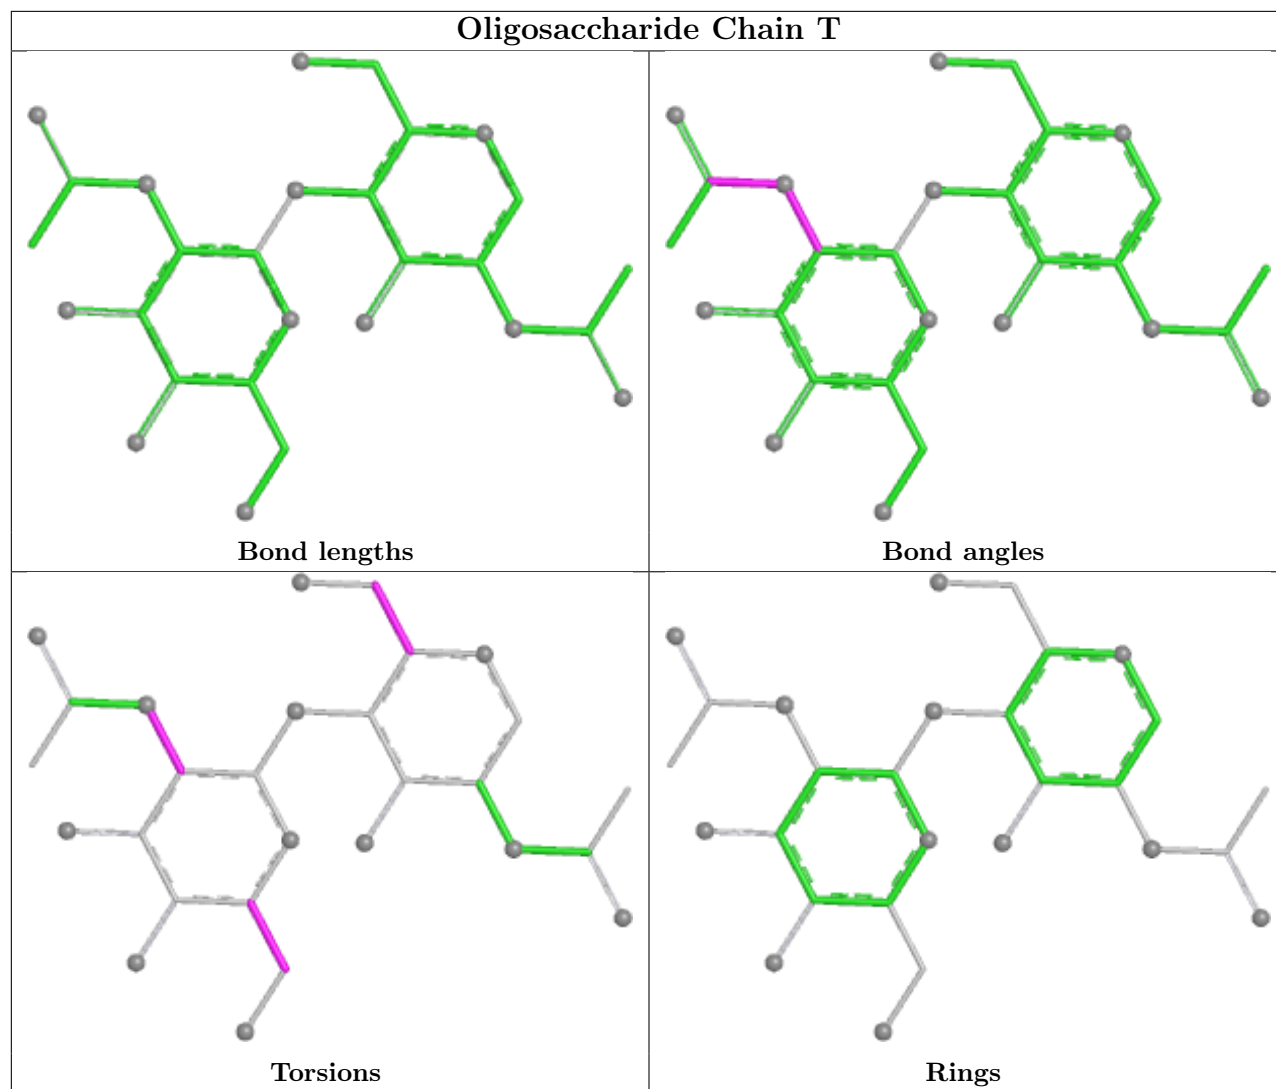 Oligosaccharide Chain T
Bond lengths
Bond angles
Torsions
Rings